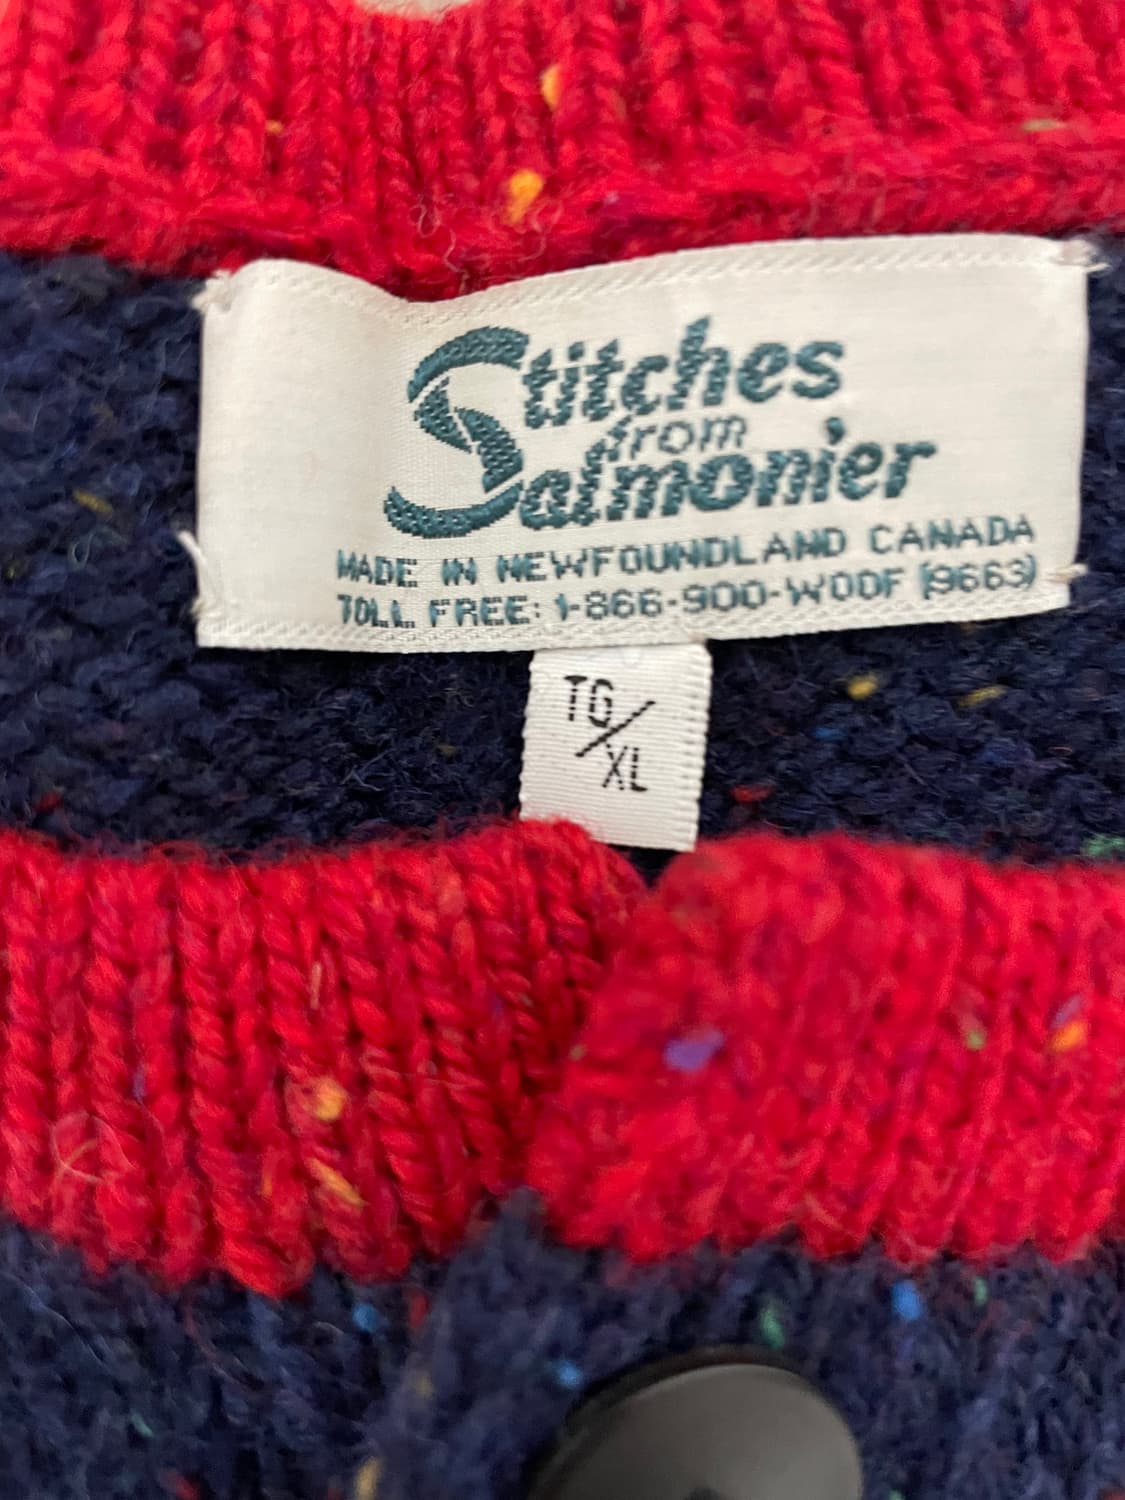 Stitches
from
Salmonier
MADE IN NEWFOUNDLAND CANADA
TOLL FREE: 1-866-900-WOOF (9663)
TG/
XL